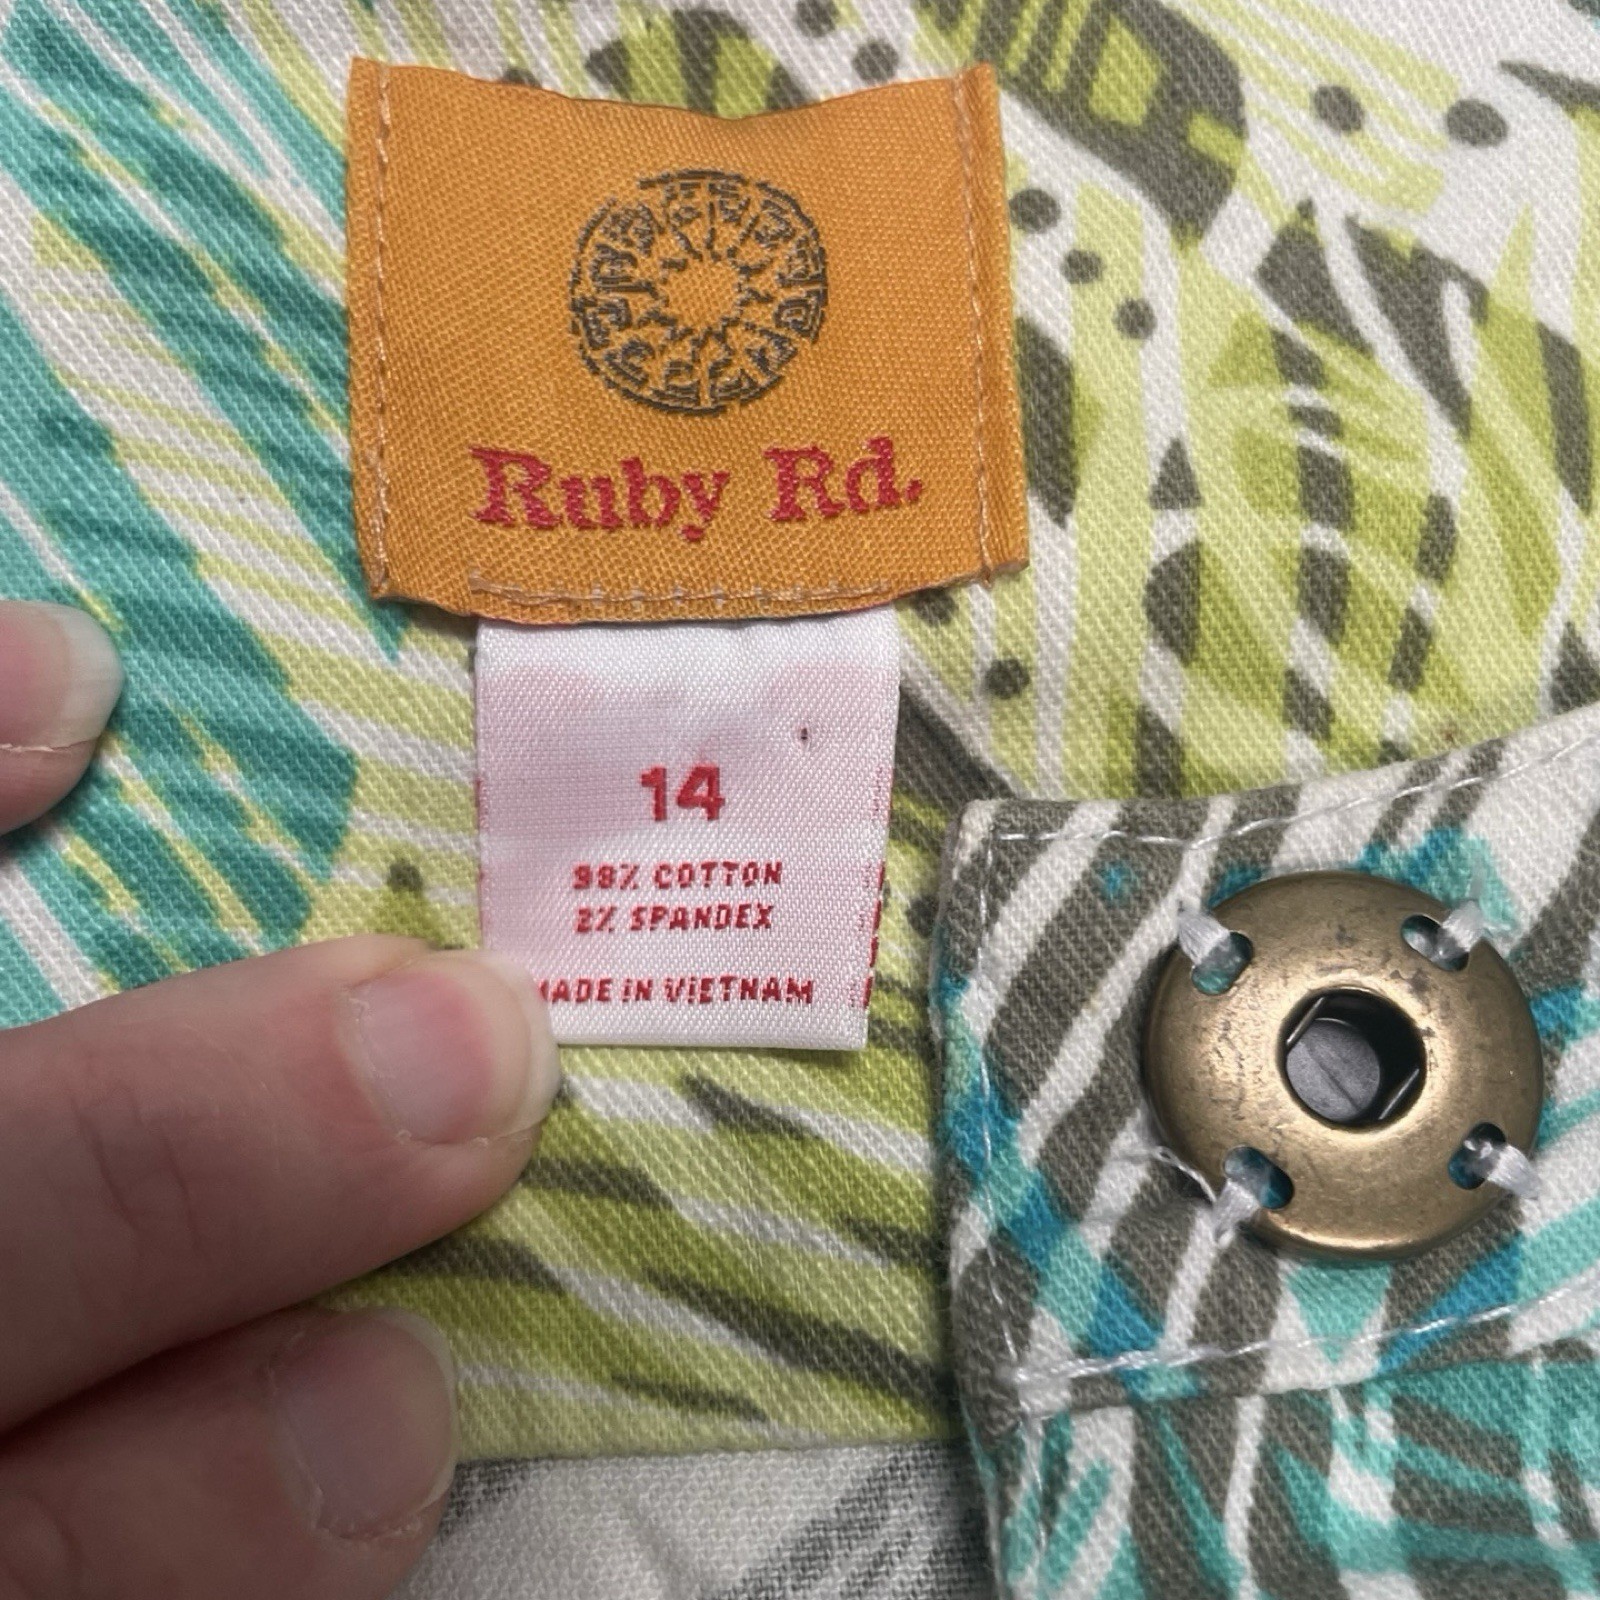 Ruby Rd.
14
98% COTTON
2% SPANDEX
MADE IN VIETNAM